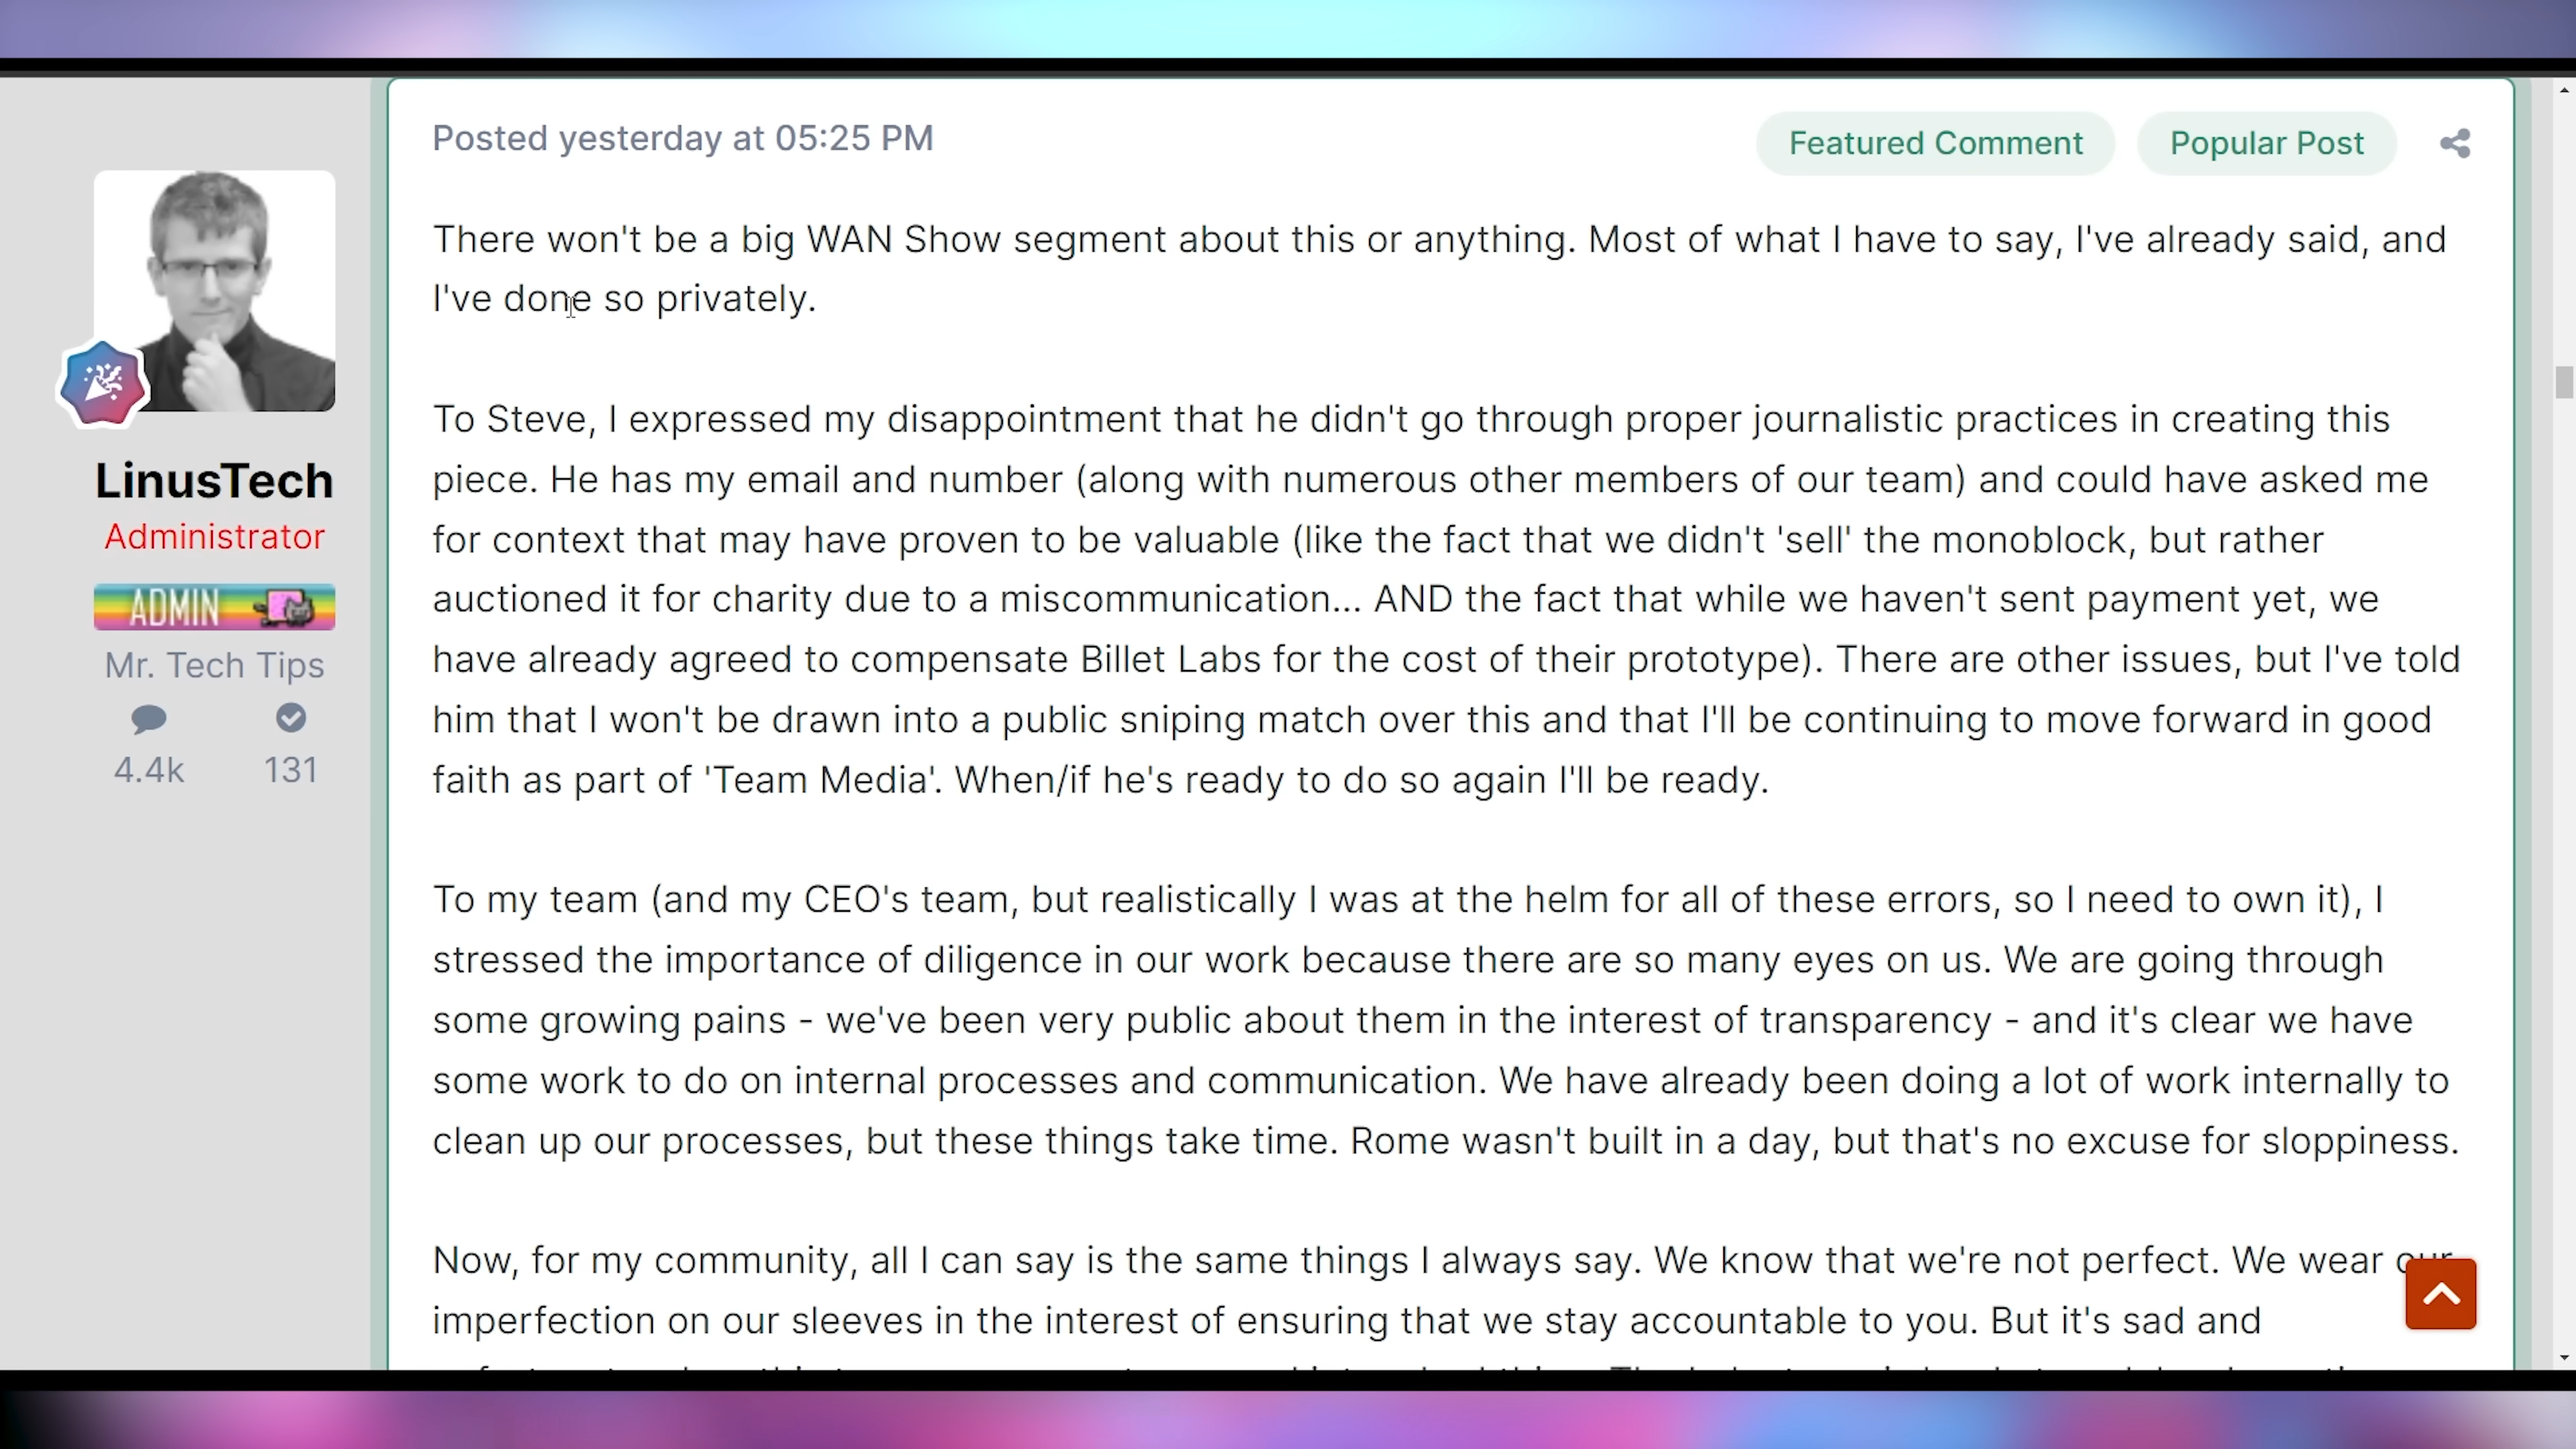 Posted yesterday at 05:25 PM
Featured Comment
Popular Post
There won't be a big WAN Show segment about this or anything. Most of what I have to say, I've already said, and
I've done so privately.
To Steve, I expressed my disappointment that he didn't go through proper journalistic practices in creating this
piece. He has my email and number (along with numerous other members of our team) and could have asked me
for context that may have proven to be valuable (like the fact that we didn't 'sell' the monoblock, but rather
auctioned it for charity due to a miscommunication... AND the fact that while we haven't sent payment yet, we
have already agreed to compensate Billet Labs for the cost of their prototype). There are other issues, but I've told
him that I won't be drawn into a public sniping match over this and that I'll be continuing to move forward in good
faith as part of 'Team Media'. When/if he's ready to do so again I'll be ready.
To my team (and my CEO's team, but realistically I was at the helm for all of these errors, so I need to own it), I
stressed the importance of diligence in our work because there are so many eyes on us. We are going through
some growing pains - we've been very public about them in the interest of transparency - and it's clear we have
some work to do on internal processes and communication. We have already been doing a lot of work internally to
clean up our processes, but these things take time. Rome wasn't built in a day, but that's no excuse for sloppiness.
Now, for my community, all I can say is the same things I always say. We know that we're not perfect. We wear our
imperfection on our sleeves in the interest of ensuring that we stay accountable to you. But it's sad and
LinusTech
Administrator
ADMIN
Mr. Tech Tips
4.4k
131